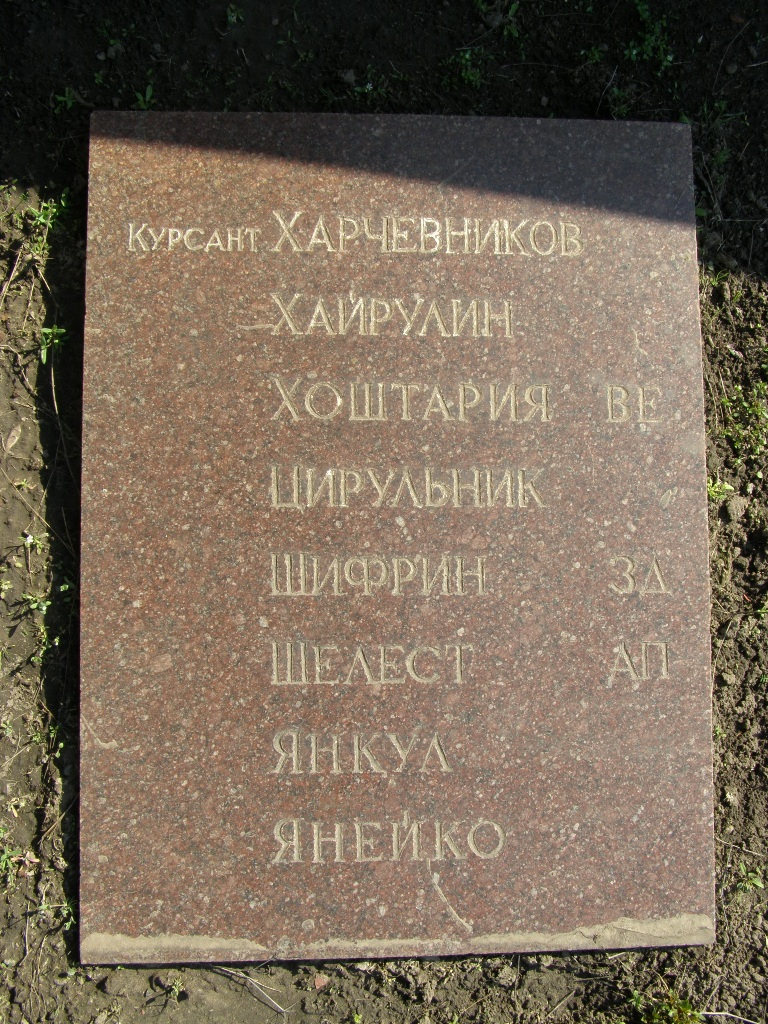 Курсант ХАРЧЕВНИКОВ
ХАЙРУЛИН
ХОШТАРИЯ ВЕ
ЦИРУЛЬНИК
ШИФРИН ЗД
ШЕЛЕСТ АП
ЯНКУЛ
ЯНЕЙКО